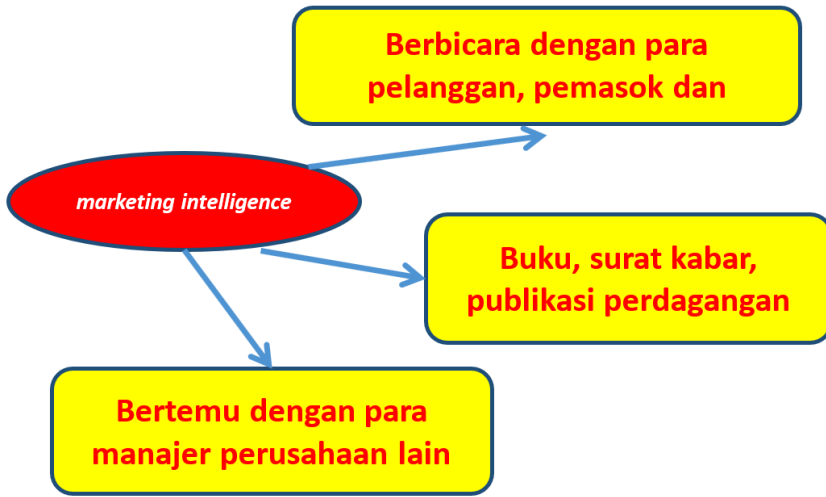 Berbicara dengan para
pelanggan, pemasok dan
marketing intelligence
Buku, surat kabar,
publikasi perdagangan
Bertemu dengan para
manajer perusahaan lain